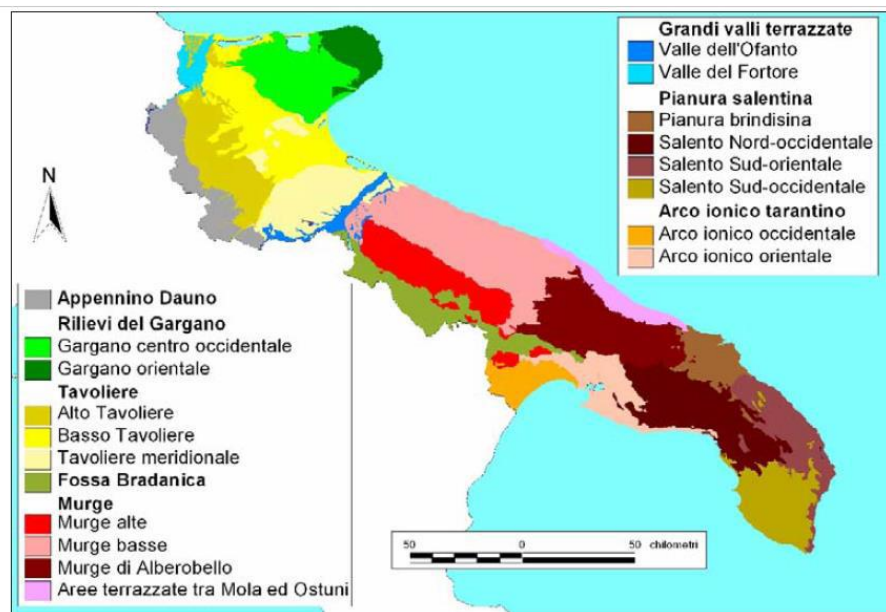 Grandi valli terrazzate
Valle dell'Ofanto
Valle del Fortore
Pianura salentina
Pianura brindisina
Salento Nord-occidentale
Salento Sud-orientale
Salento Sud-occidentale
Arco ionico tarantino
Arco ionico occidentale
Arco ionico orientale
N
Appennino Dauno
Rilievi del Gargano
Gargano centro occidentale
Gargano orientale
Tavoliere
Alto Tavoliere
Basso Tavoliere
Tavoliere meridionale
Fossa Bradanica
Murge
Murge alte
Murge basse
Murge di Alberobello
Aree terrazzate tra Mola ed Ostuni
50 0 50 chilometri